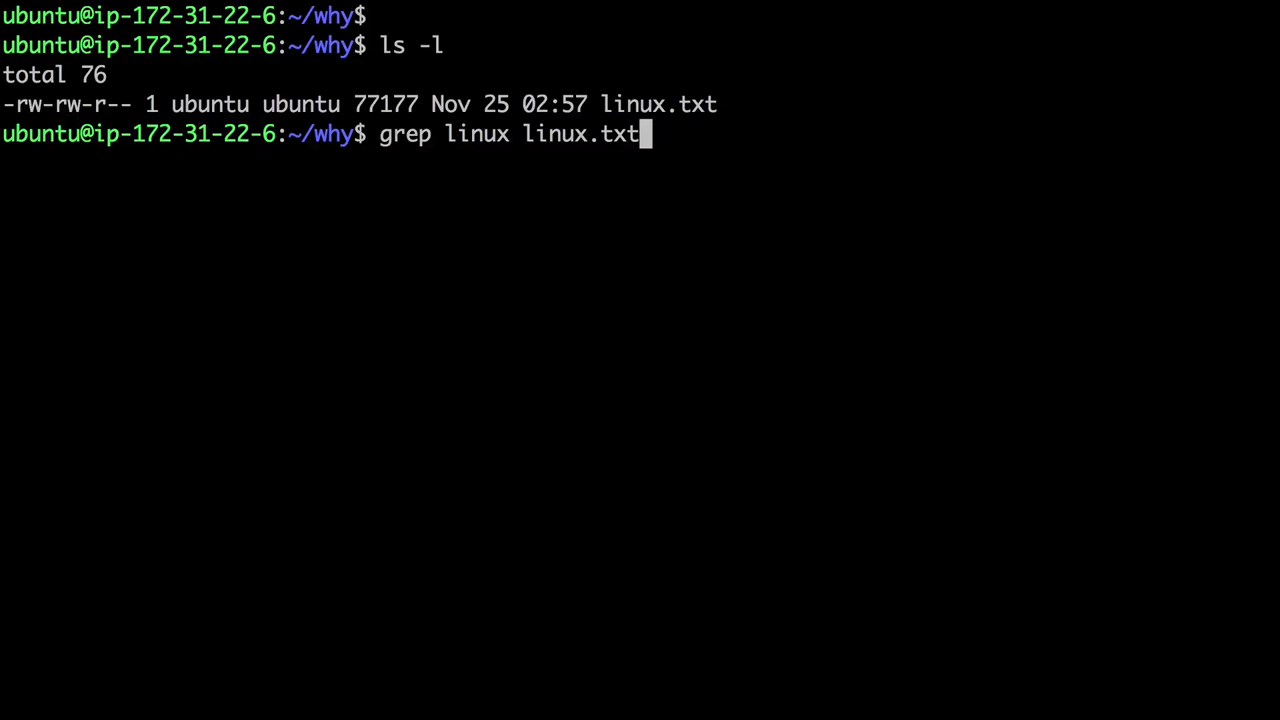 ubuntu@ip-172-31-22-6:~/why$
ubuntu@ip-172-31-22-6:~/why$ ls -l
total 76
-rw-rw-r-- 1 ubuntu ubuntu 77177 Nov 25 02:57 linux.txt
ubuntu@ip-172-31-22-6:~/why$ grep linux linux.txt